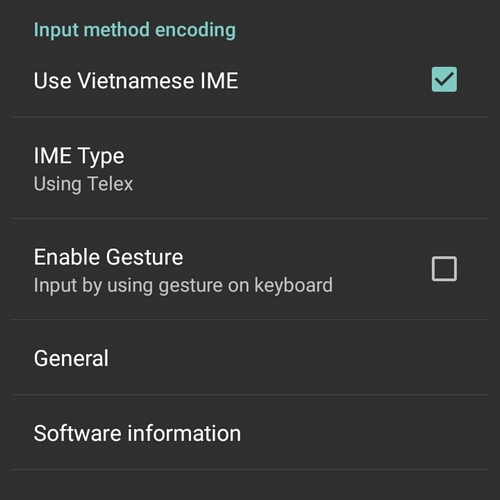 Input method encoding
Use Vietnamese IME
IME Type
Using Telex
Enable Gesture
Input by using gesture on keyboard
General
Software information